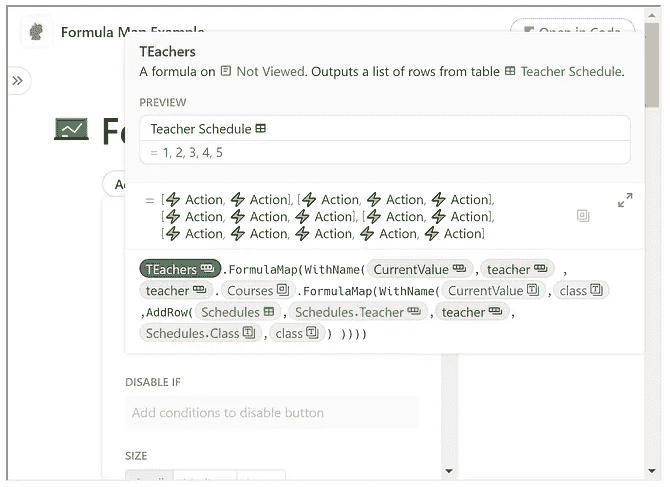 Formula Map Example
Open in Coda
TEachers
A formula on Not Viewed. Outputs a list of rows from table Teacher Schedule.
PREVIEW
Teacher Schedule
= 1, 2, 3, 4, 5
= [Action, Action], [Action, Action, Action],
[Action, Action, Action], [Action, Action],
[Action, Action, Action, Action, Action]
TEachers.FormulaMap(WithName(CurrentValue, teacher,
teacher.Courses.FormulaMap(WithName(CurrentValue, class
,AddRow(Schedules, Schedules.Teacher, teacher,
Schedules.Class, class) ))))
DISABLE IF
Add conditions to disable button
SIZE